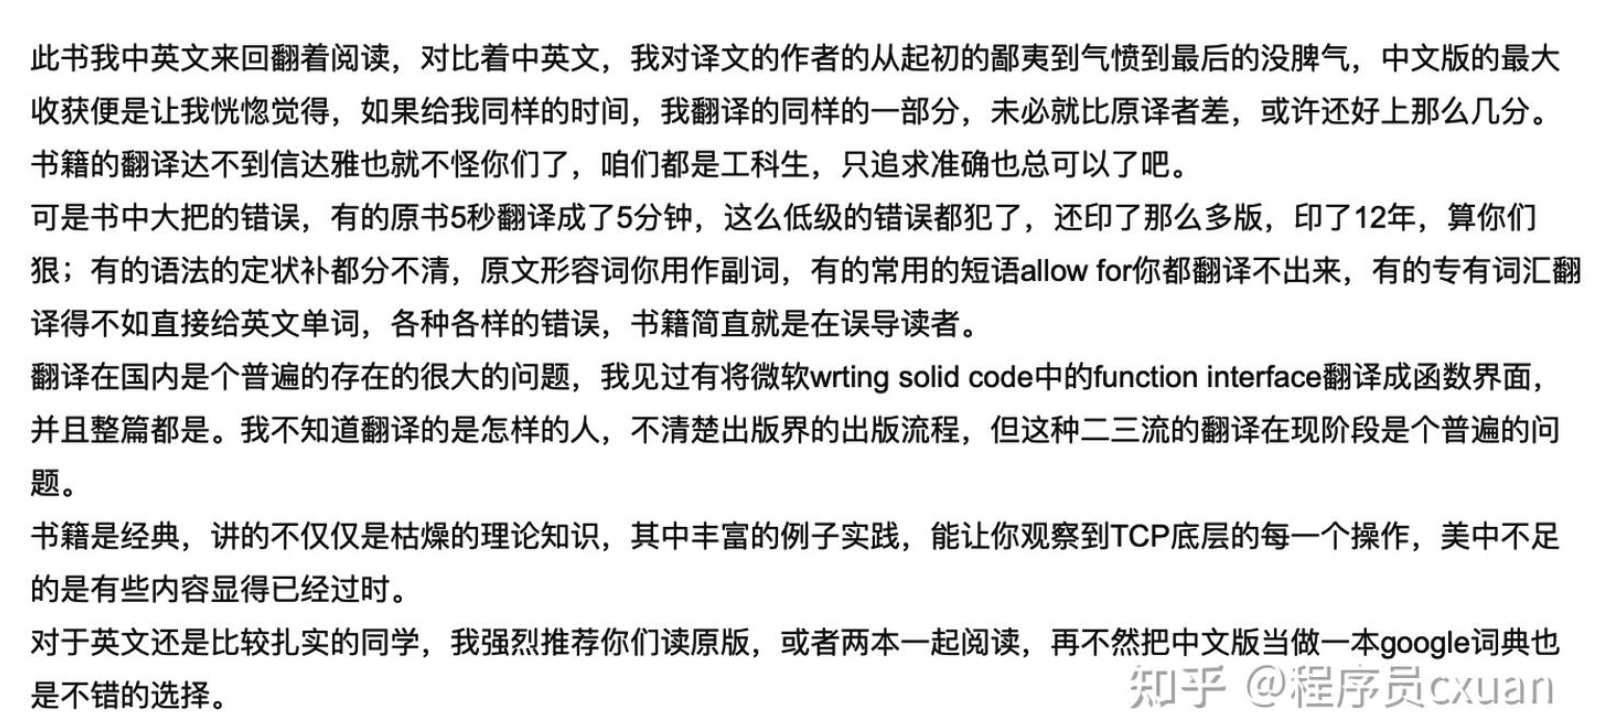 此书我中英文来回翻着阅读，对比着中英文，我对译文的作者的从起初的鄙夷到气愤到最后的没脾气，中文版的最大
收获便是让我恍惚觉得，如果给我同样的时间，我翻译的同样的一部分，未必就比原译者差，或许还好上那么几分。
书籍的翻译达不到信达雅也就不怪你们了，咱们都是工科生，只追求准确也总可以了吧。
可是书中大把的错误，有的原书5秒翻译成了5分钟，这么低级的错误都犯了，还印了那么多版，印了12年，算你们
狠；有的语法的定状补都分不清，原文形容词你用作副词，有的常用的短语allow for你都翻译不出来，有的专有词汇翻
译得不如直接给英文单词，各种各样的错误，书籍简直就是在误导读者。
翻译在国内是个普遍的存在的很大的问题，我见过有将微软wrting solid code中的function interface翻译成函数界面，
并且整篇都是。我不知道翻译的是怎样的人，不清楚出版界的出版流程，但这种二三流的翻译在现阶段是个普遍的问
题。
书籍是经典，讲的不仅仅是枯燥的理论知识，其中丰富的例子实践，能让你观察到TCP底层的每一个操作，美中不足
的是有些内容显得已经过时。
对于英文还是比较扎实的同学，我强烈推荐你们读原版，或者两本一起阅读，再不然把中文版当做一本google词典也
是不错的选择。
知乎 @程序员cxuan